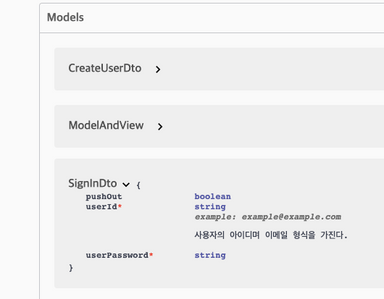 Models
CreateUserDto >
ModelAndView >
SignInDto {
pushOut boolean
userId* string
example: example@example.com
사용자의 아이디며 이메일 형식을 가진다.
userPassword* string
}